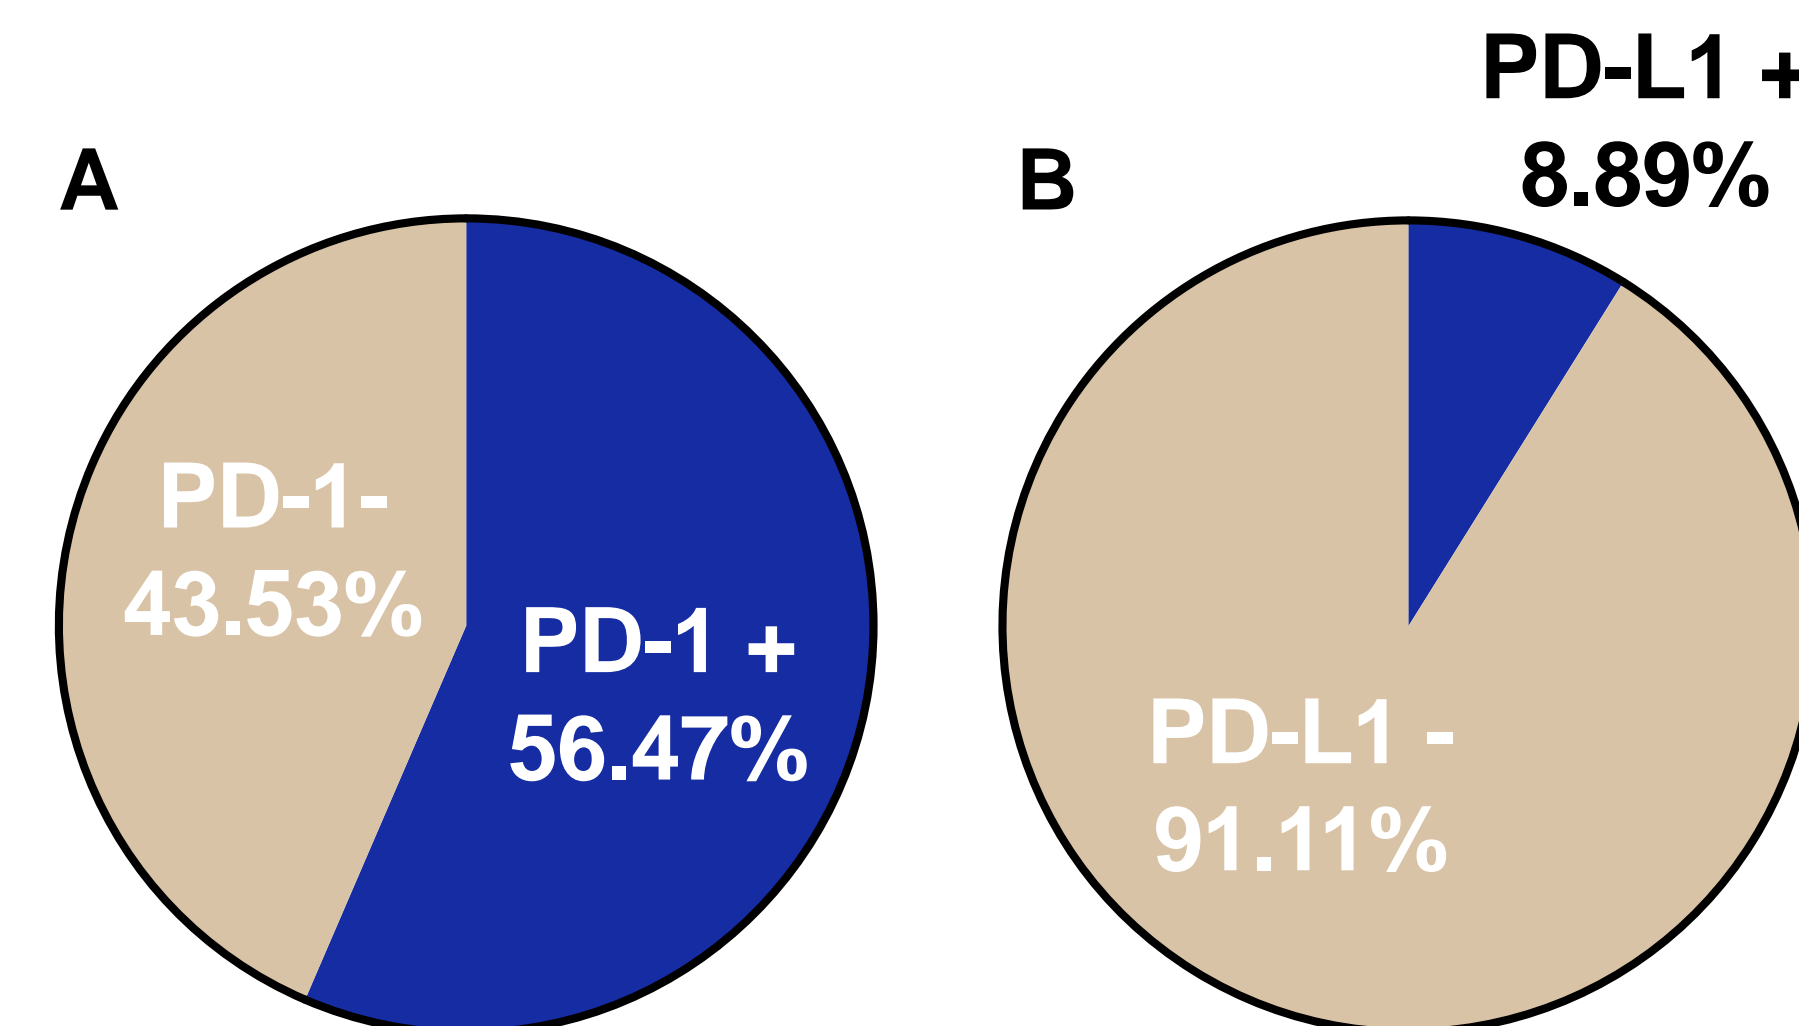 A
PD-1-
43.53%
PD-1 +
56.47%
B
PD-L1 +
8.89%
PD-L1 -
91.11%